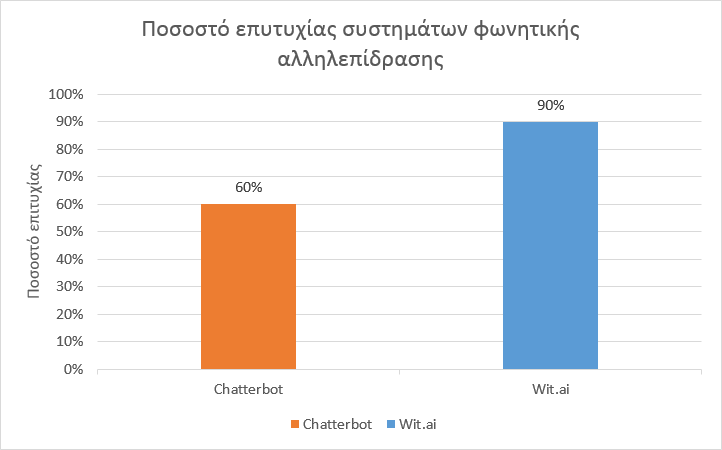 Ποσοστό επυτυχίας συστημάτων φωνητικής
αλληλεπίδρασης
Ποσοστό επιτυχίας
100%
90%
80%
70%
60%
50%
40%
30%
20%
10%
0%
60%
90%
Chatterbot
Wit.ai
Chatterbot
Wit.ai